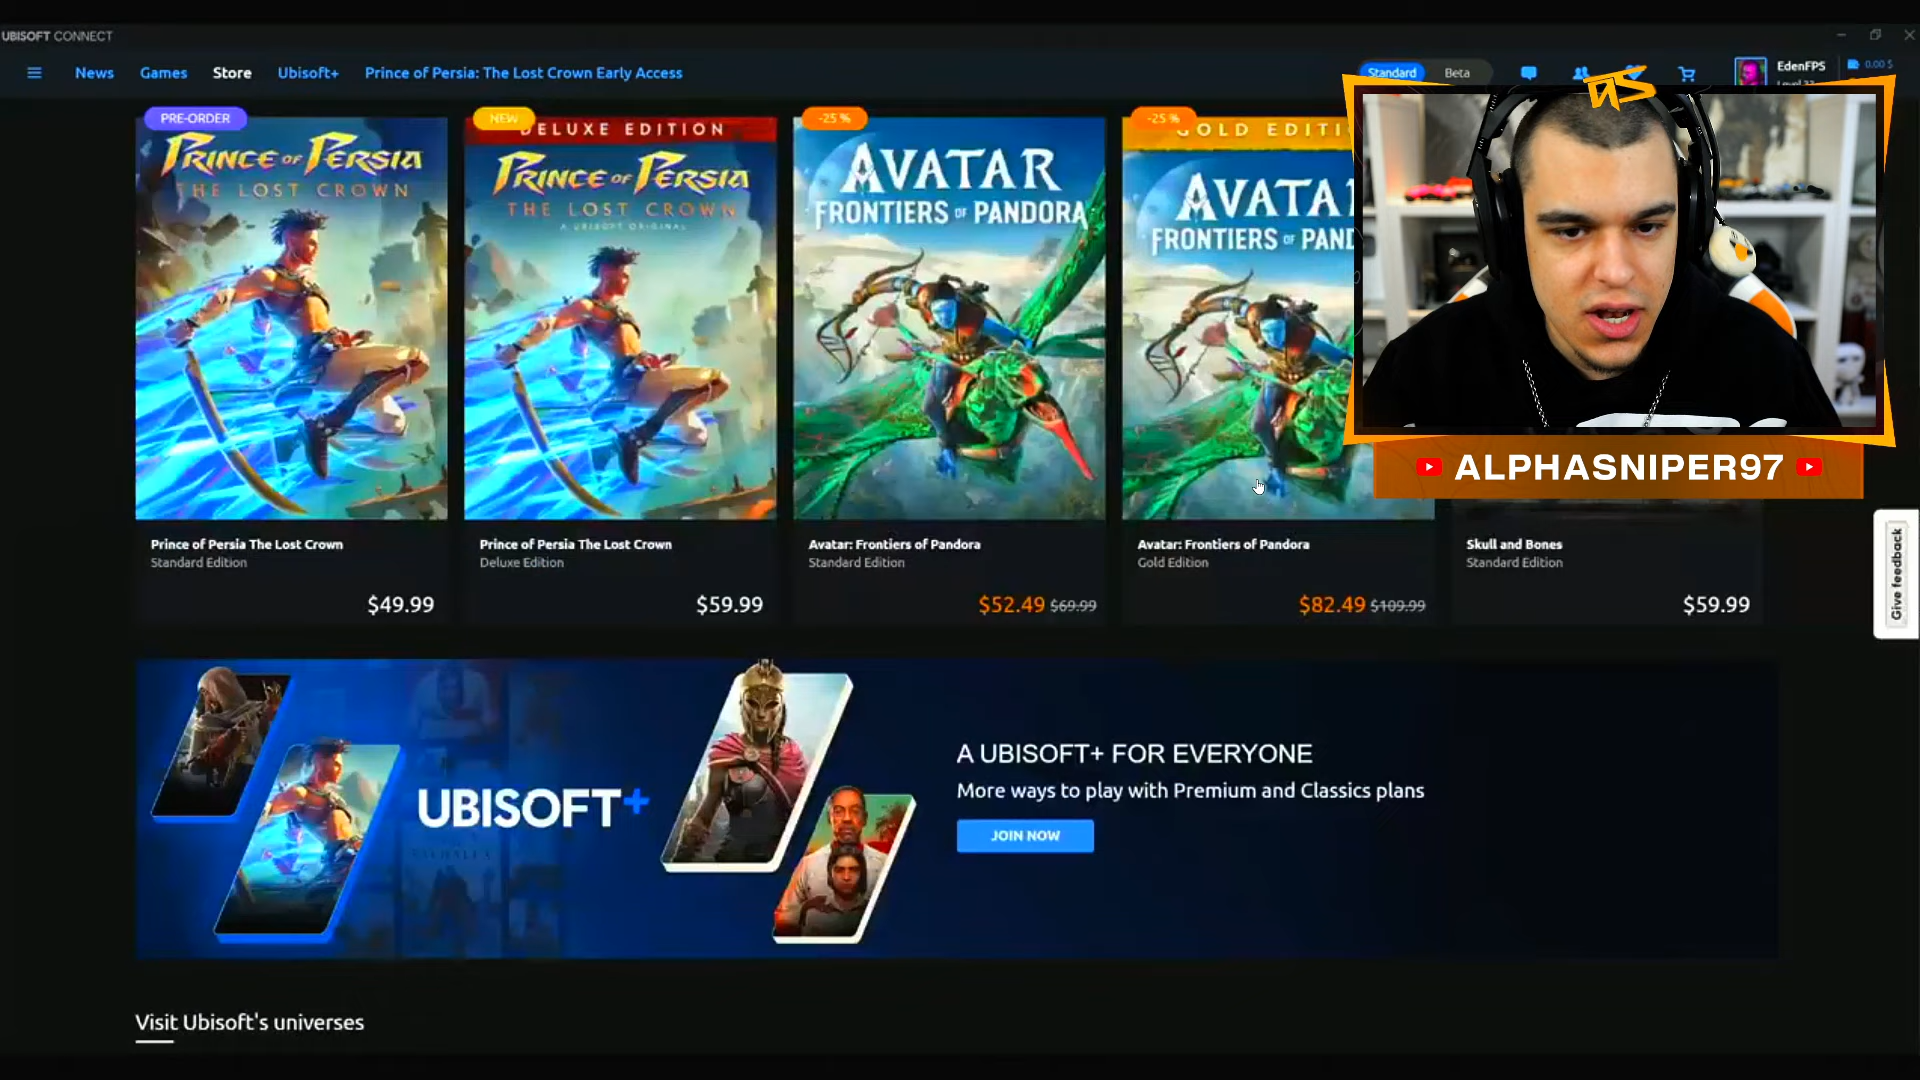 UBISOFT CONNECT
News
Games
Store
Ubisoft+
Prince of Persia: The Lost Crown Early Access
Standard
Beta
EdenFPS
0.00 $
PRE-ORDER
PRINCE OF PERSIA
THE LOST CROWN
NEW
DELUXE EDITION
PRINCE OF PERSIA
THE LOST CROWN
A UBISOFT ORIGINAL
-25 %
AVATAR
FRONTIERS OF PANDORA
-25 %
GOLD EDITI
AVATA
FRONTIERS OF PAND
ALPHASNIPER97
Prince of Persia The Lost Crown
Standard Edition
$49.99
Prince of Persia The Lost Crown
Deluxe Edition
$59.99
Avatar: Frontiers of Pandora
Standard Edition
$52.49 $69.99
Avatar: Frontiers of Pandora
Gold Edition
$82.49 $109.99
Skull and Bones
Standard Edition
$59.99
Give feedback
UBISOFT+
A UBISOFT+ FOR EVERYONE
More ways to play with Premium and Classics plans
JOIN NOW
Visit Ubisoft's universes